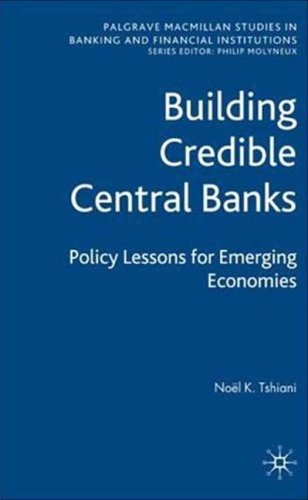 PALGRAVE MACMILLAN STUDIES IN
BANKING AND FINANCIAL INSTITUTIONS
SERIES EDITOR: PHILIP MOLYNEUX
Building
Credible
Central Banks
Policy Lessons for Emerging
Economies
Noël K. Tshiani